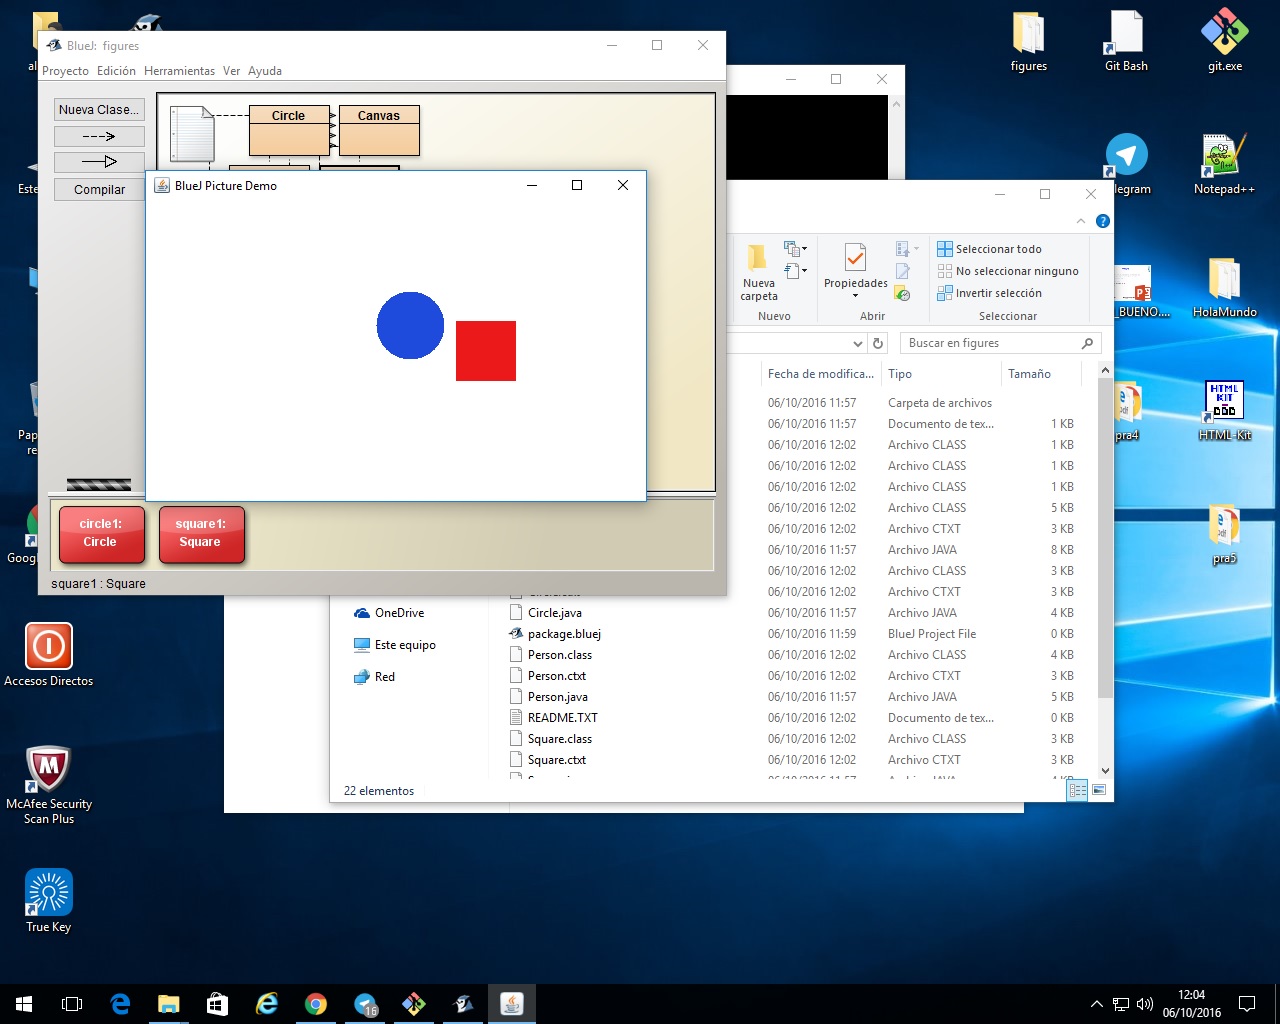 BlueJ: figures
Proyecto Edición Herramientas Ver Ayuda
Nueva Clase...
Compilar
Circle
Canvas
BlueJ Picture Demo
circle1:
Circle
square1:
Square
square1 : Square
figures
Git Bash
git.exe
Notepad++
_BUENO....
HolaMundo
pra4
HTML
KIT
HTML-Kit
pra5
Nueva
carpeta
Nuevo
Propiedades
Abrir
Seleccionar todo
No seleccionar ninguno
Invertir selección
Seleccionar
Buscar en figures
Fecha de modifica... Tipo Tamaño
06/10/2016 11:57 Carpeta de archivos
06/10/2016 11:57 Documento de tex... 1 KB
06/10/2016 12:02 Archivo CLASS 1 KB
06/10/2016 12:02 Archivo CLASS 1 KB
06/10/2016 12:02 Archivo CLASS 1 KB
06/10/2016 12:02 Archivo CLASS 5 KB
06/10/2016 12:02 Archivo CTXT 3 KB
06/10/2016 11:57 Archivo JAVA 8 KB
06/10/2016 12:02 Archivo CLASS 3 KB
06/10/2016 12:02 Archivo CTXT 3 KB
Circle.java 06/10/2016 11:57 Archivo JAVA 4 KB
package.bluej 06/10/2016 11:59 BlueJ Project File 0 KB
Person.class 06/10/2016 12:02 Archivo CLASS 4 KB
Person.ctxt 06/10/2016 12:02 Archivo CTXT 3 KB
Person.java 06/10/2016 11:57 Archivo JAVA 5 KB
README.TXT 06/10/2016 12:02 Documento de tex... 0 KB
Square.class 06/10/2016 12:02 Archivo CLASS 3 KB
Square.ctxt 06/10/2016 12:02 Archivo CTXT 3 KB
OneDrive
Este equipo
Red
22 elementos
Accesos Directos
McAfee Security
Scan Plus
True Key
16
12:04
06/10/2016